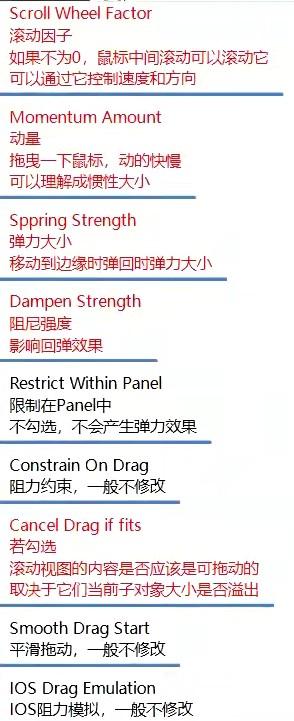 Scroll Wheel Factor
滚动因子
如果不为0，鼠标中间滚动可以滚动它
可以通过它控制速度和方向
Momentum Amount
动量
拖曳一下鼠标，动的快慢
可以理解成惯性大小
Sppring Strength
弹力大小
移动到边缘时弹回时弹力大小
Dampen Strength
阻尼强度
影响回弹效果
Restrict Within Panel
限制在Panel中
不勾选，不会产生弹力效果
Constrain On Drag
阻力约束，一般不修改
Cancel Drag if fits
若勾选
滚动视图的内容是否应该是可拖动的
取决于它们当前子对象大小是否溢出
Smooth Drag Start
平滑拖动，一般不修改
IOS Drag Emulation
IOS阻力模拟，一般不修改